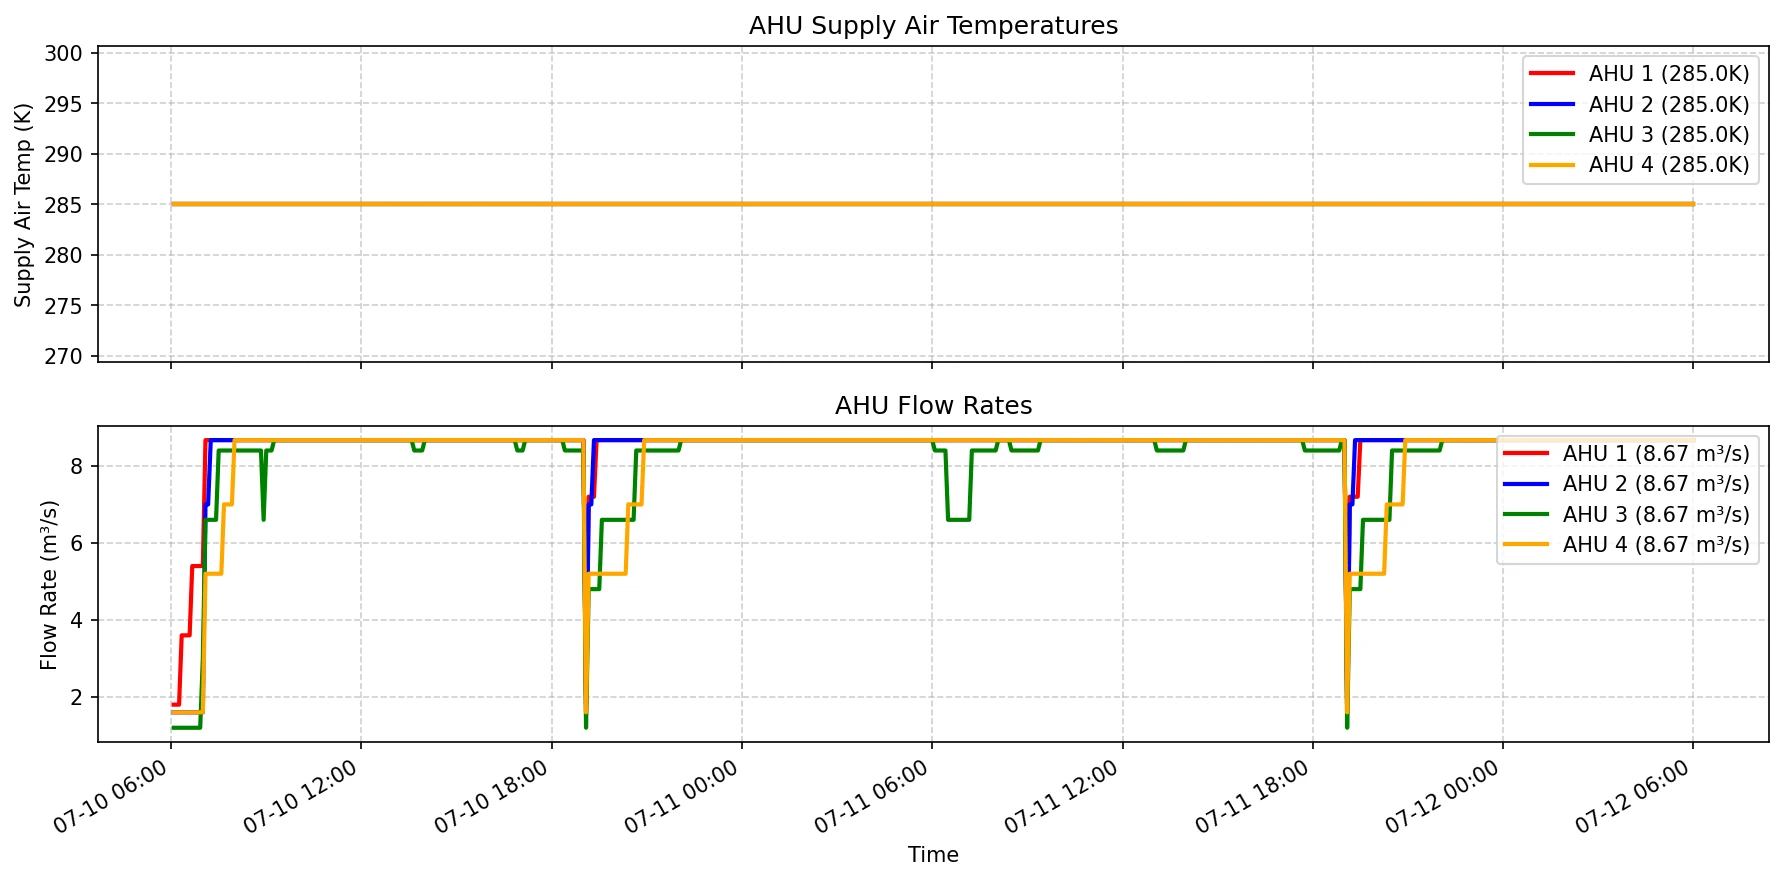 AHU Supply Air Temperatures
Supply Air Temp (K)
300
295
290
285
280
275
270
AHU 1 (285.0K)
AHU 2 (285.0K)
AHU 3 (285.0K)
AHU 4 (285.0K)
AHU Flow Rates
Flow Rate (m³/s)
8
6
4
2
AHU 1 (8.67 m³/s)
AHU 2 (8.67 m³/s)
AHU 3 (8.67 m³/s)
AHU 4 (8.67 m³/s)
07-10 06:00
07-10 12:00
07-10 18:00
07-11 00:00
07-11 06:00
07-11 12:00
07-11 18:00
07-12 00:00
07-12 06:00
Time